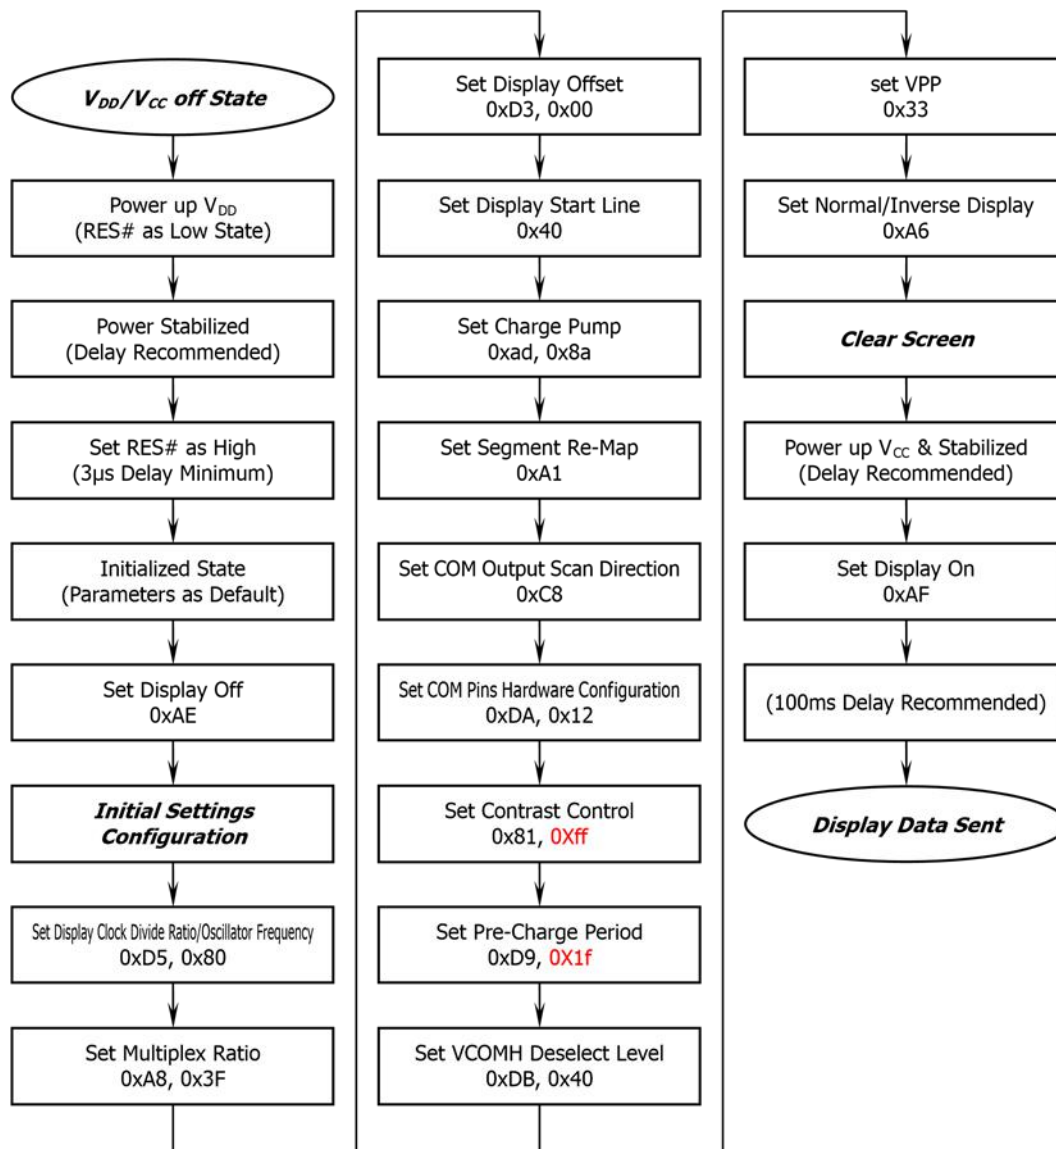 V_DD/V_CC off State
Power up V_DD
(RES# as Low State)
Power Stabilized
(Delay Recommended)
Set RES# as High
(3µs Delay Minimum)
Initialized State
(Parameters as Default)
Set Display Off
0xAE
Initial Settings
Configuration
Set Display Clock Divide Ratio/Oscillator Frequency
0xD5, 0x80
Set Multiplex Ratio
0xA8, 0x3F
Set Display Offset
0xD3, 0x00
Set Display Start Line
0x40
Set Charge Pump
0xad, 0x8a
Set Segment Re-Map
0xA1
Set COM Output Scan Direction
0xC8
Set COM Pins Hardware Configuration
0xDA, 0x12
Set Contrast Control
0x81, 0Xff
Set Pre-Charge Period
0xD9, 0X1f
Set VCOMH Deselect Level
0xDB, 0x40
set VPP
0x33
Set Normal/Inverse Display
0xA6
Clear Screen
Power up V_CC & Stabilized
(Delay Recommended)
Set Display On
0xAF
(100ms Delay Recommended)
Display Data Sent